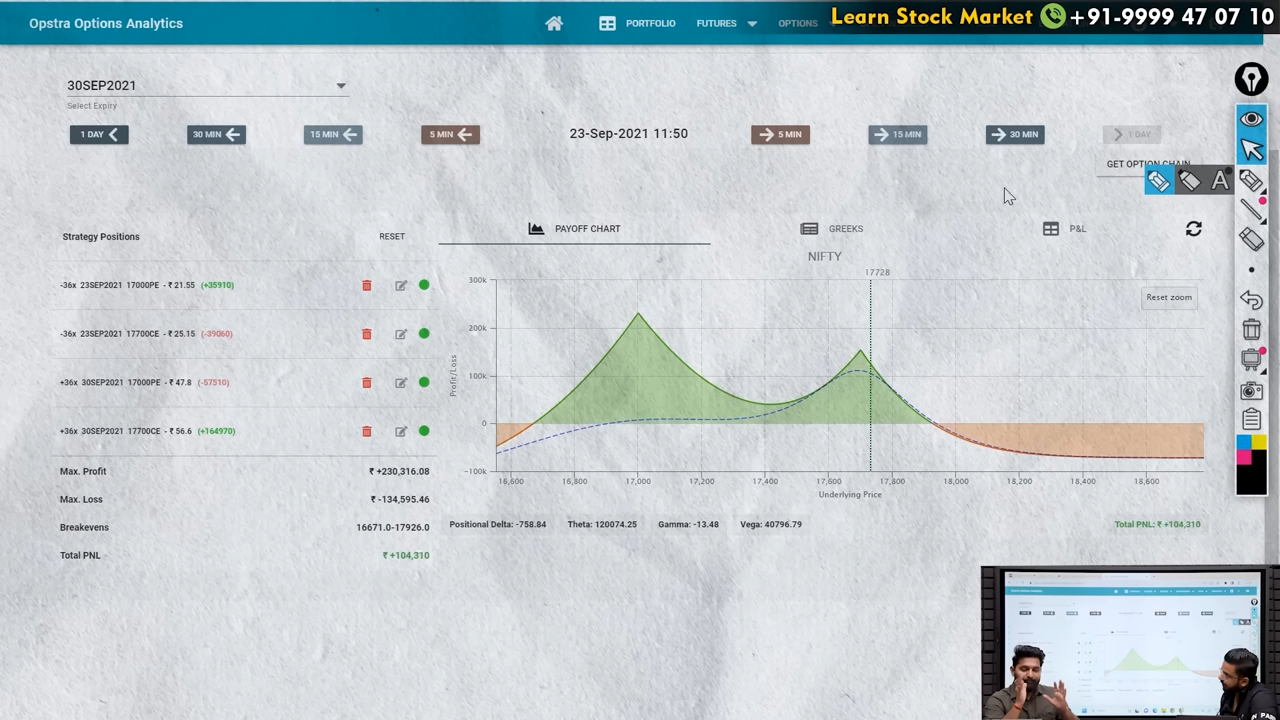 Opstra Options Analytics
PORTFOLIO
FUTURES
OPTIONS
Learn Stock Market +91-9999 47 07 10
30SEP2021
Select Expiry
1 DAY
30 MIN
15 MIN
5 MIN
23-Sep-2021 11:50
5 MIN
15 MIN
30 MIN
1 DAY
GET OPTION CHAIN
A
Strategy Positions
RESET
PAYOFF CHART
GREEKS
P&L
NIFTY
17728
Reset zoom
-36x 23SEP2021 17000PE - ₹ 21.55 (+35910)
-36x 23SEP2021 17700CE - ₹ 25.15 (-39060)
+36x 30SEP2021 17000PE - ₹ 47.8 (-57510)
+36x 30SEP2021 17700CE - ₹ 56.6 (+164970)
Profit/Loss
300k
200k
100k
0
-100k
16,600
16,800
17,000
17,200
17,400
17,600
17,800
18,000
18,200
18,400
18,600
Underlying Price
Max. Profit ₹ +230,316.08
Max. Loss ₹ -134,595.46
Breakevens 16671.0-17926.0
Total PNL ₹ +104,310
Positional Delta: -758.84 Theta: 120074.25 Gamma: -13.48 Vega: 40796.79
Total PNL: ₹ +104,310